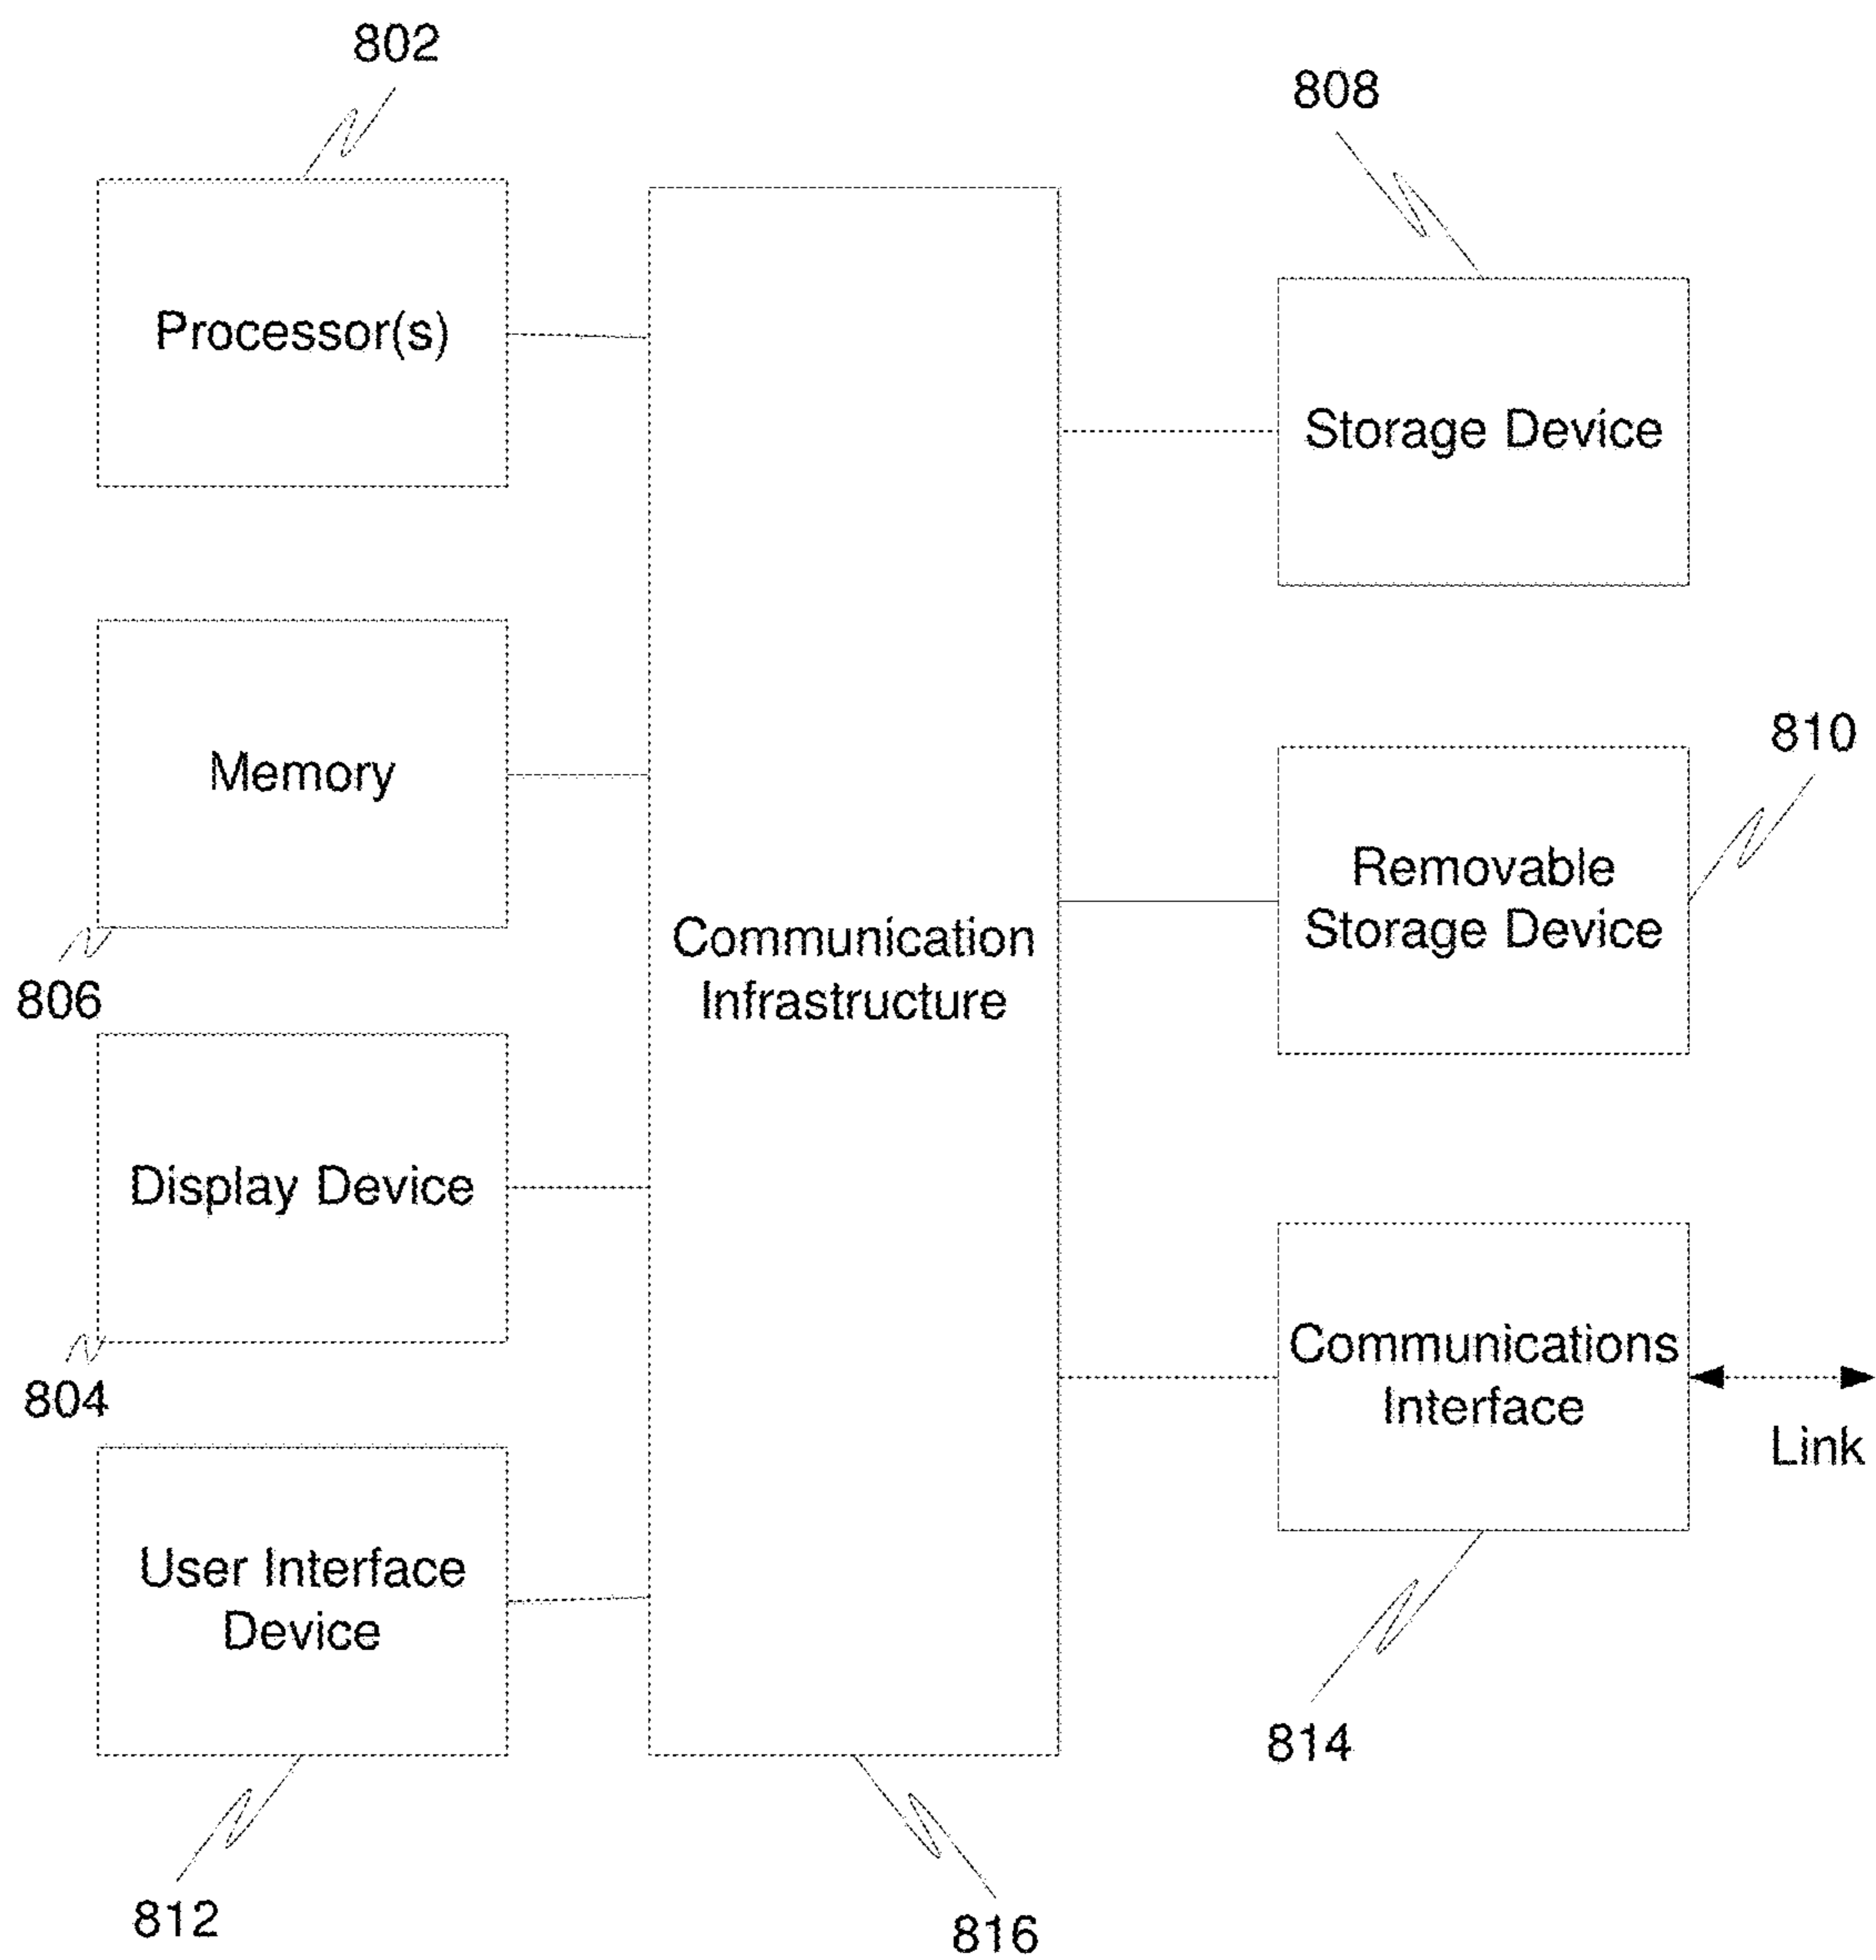 802
808
Processor(s)
Storage Device
810
Memory
Removable
Storage Device
Communication
Infrastructure
806
Display Device
Communications
Interface
804
Link
User Interface
Device
814
812
816